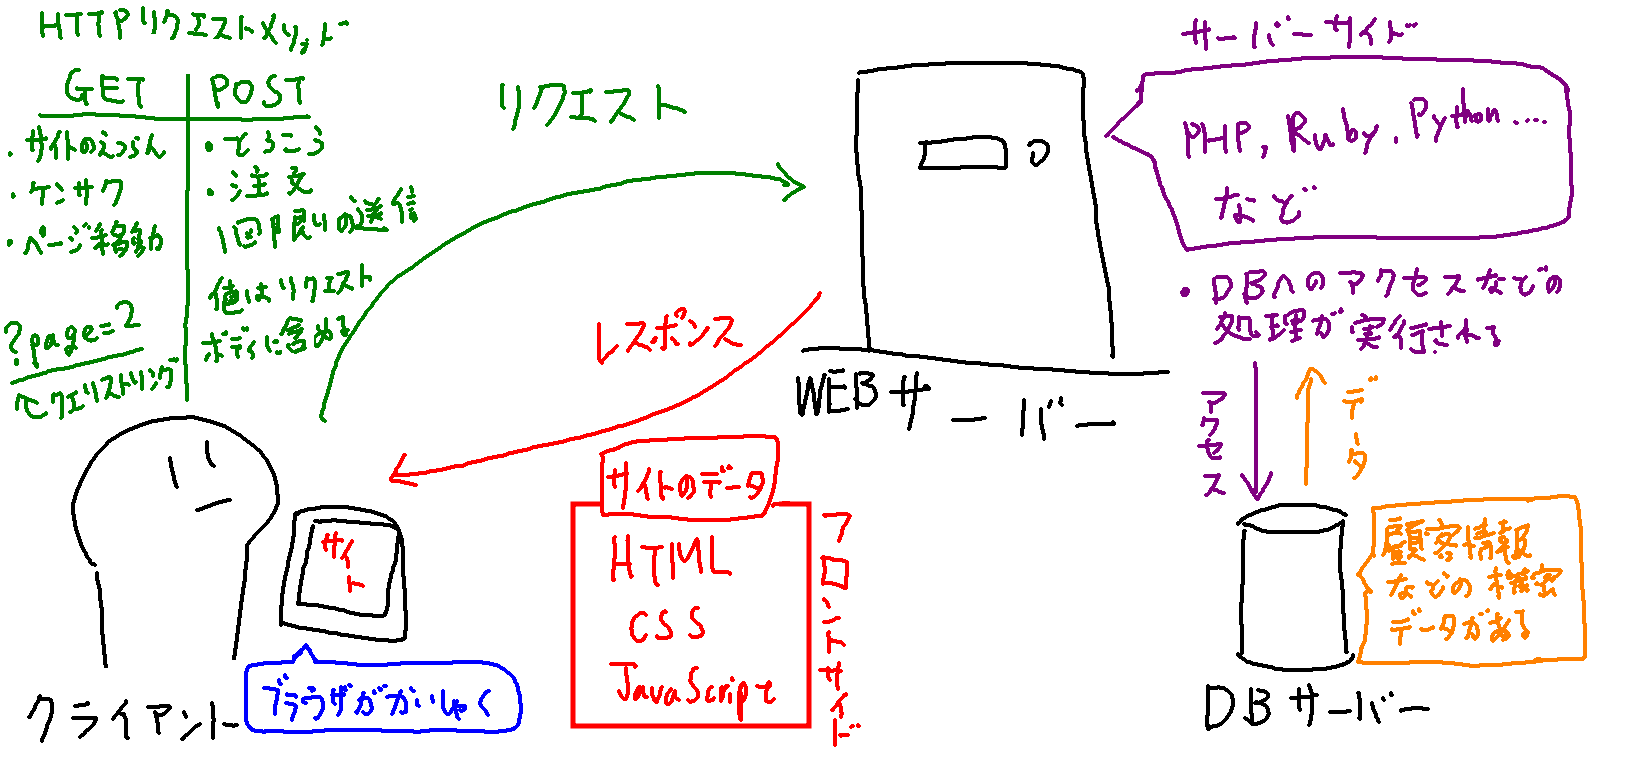 HTTPリクエストメソッド
GET
POST
・サイトのえつらん
・ケンサク
・ページ移動
?page=2
↖クエリストリング
・とうこう
・注文
1回限りの送信
値はリクエスト
ボディに含める
リクエスト
レスポンス
WEBサーバー
サーバーサイド
PHP, Ruby, Python....
など
・DBへのアクセスなどの
処理が実行される
アクセス
データ
顧客情報
などの機密
データがある
DBサーバー
サイトのデータ
HTML
CSS
JavaScript
フロントサイド
サイト
ブラウザがかいしゃく
クライアント